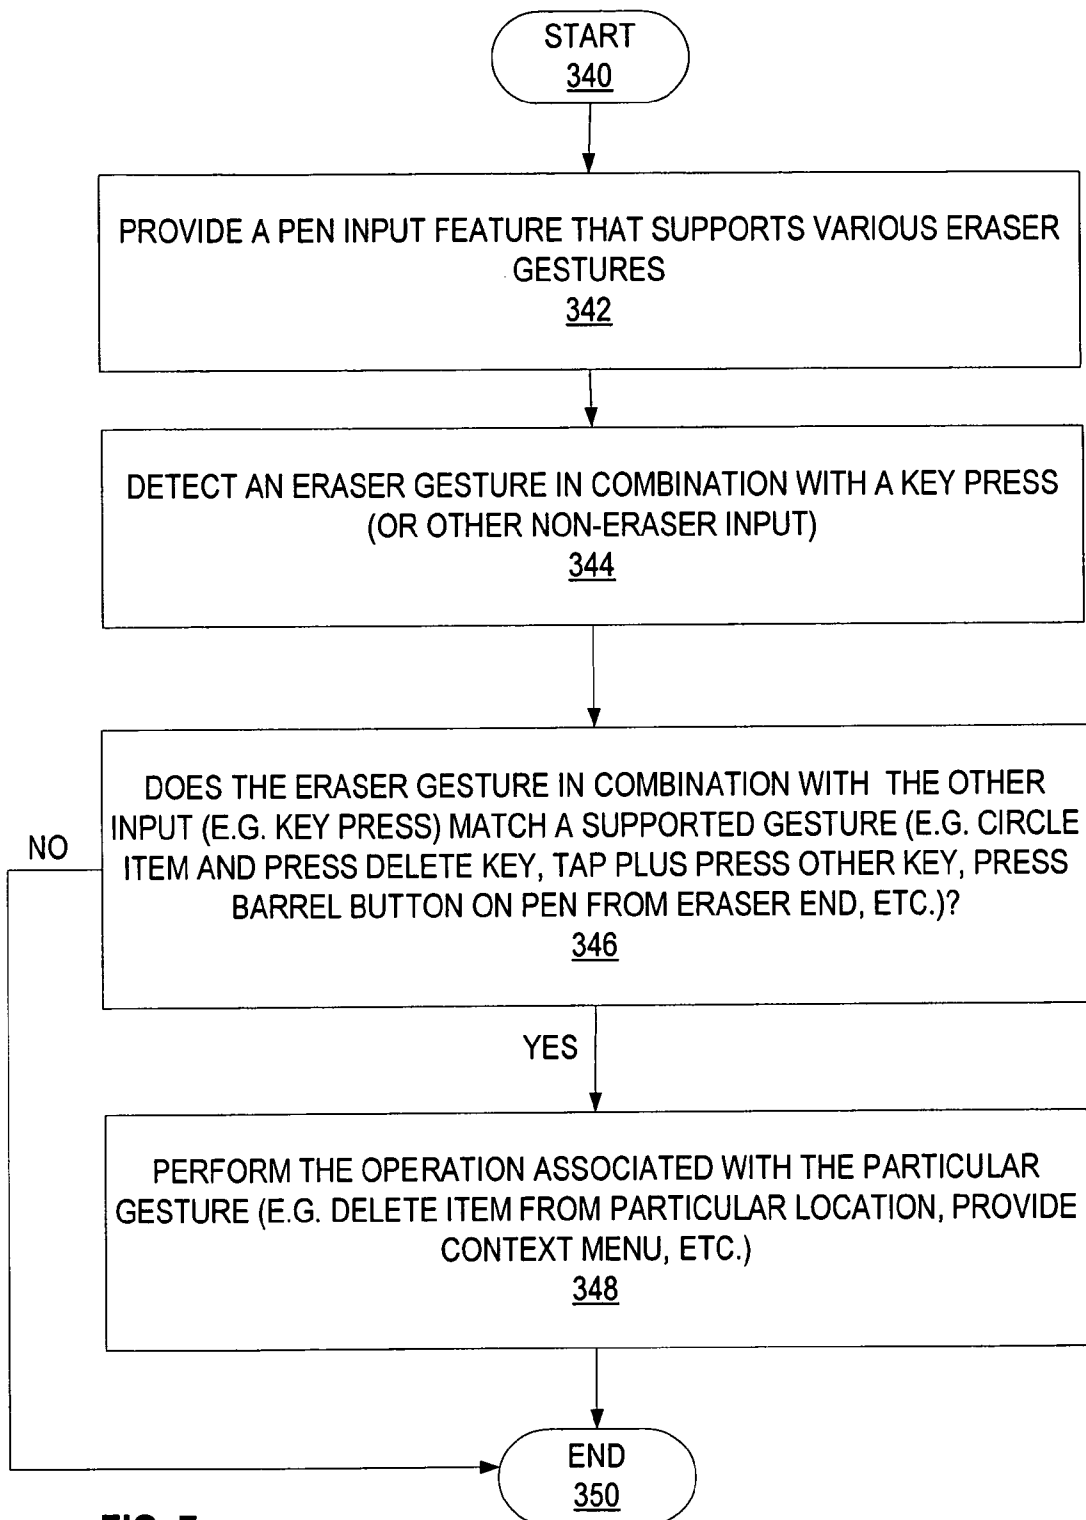 START
340
PROVIDE A PEN INPUT FEATURE THAT SUPPORTS VARIOUS ERASER
GESTURES
342
DETECT AN ERASER GESTURE IN COMBINATION WITH A KEY PRESS
(OR OTHER NON-ERASER INPUT)
344
DOES THE ERASER GESTURE IN COMBINATION WITH THE OTHER
INPUT (E.G. KEY PRESS) MATCH A SUPPORTED GESTURE (E.G. CIRCLE
ITEM AND PRESS DELETE KEY, TAP PLUS PRESS OTHER KEY, PRESS
BARREL BUTTON ON PEN FROM ERASER END, ETC.)?
346
NO
YES
PERFORM THE OPERATION ASSOCIATED WITH THE PARTICULAR
GESTURE (E.G. DELETE ITEM FROM PARTICULAR LOCATION, PROVIDE
CONTEXT MENU, ETC.)
348
END
350